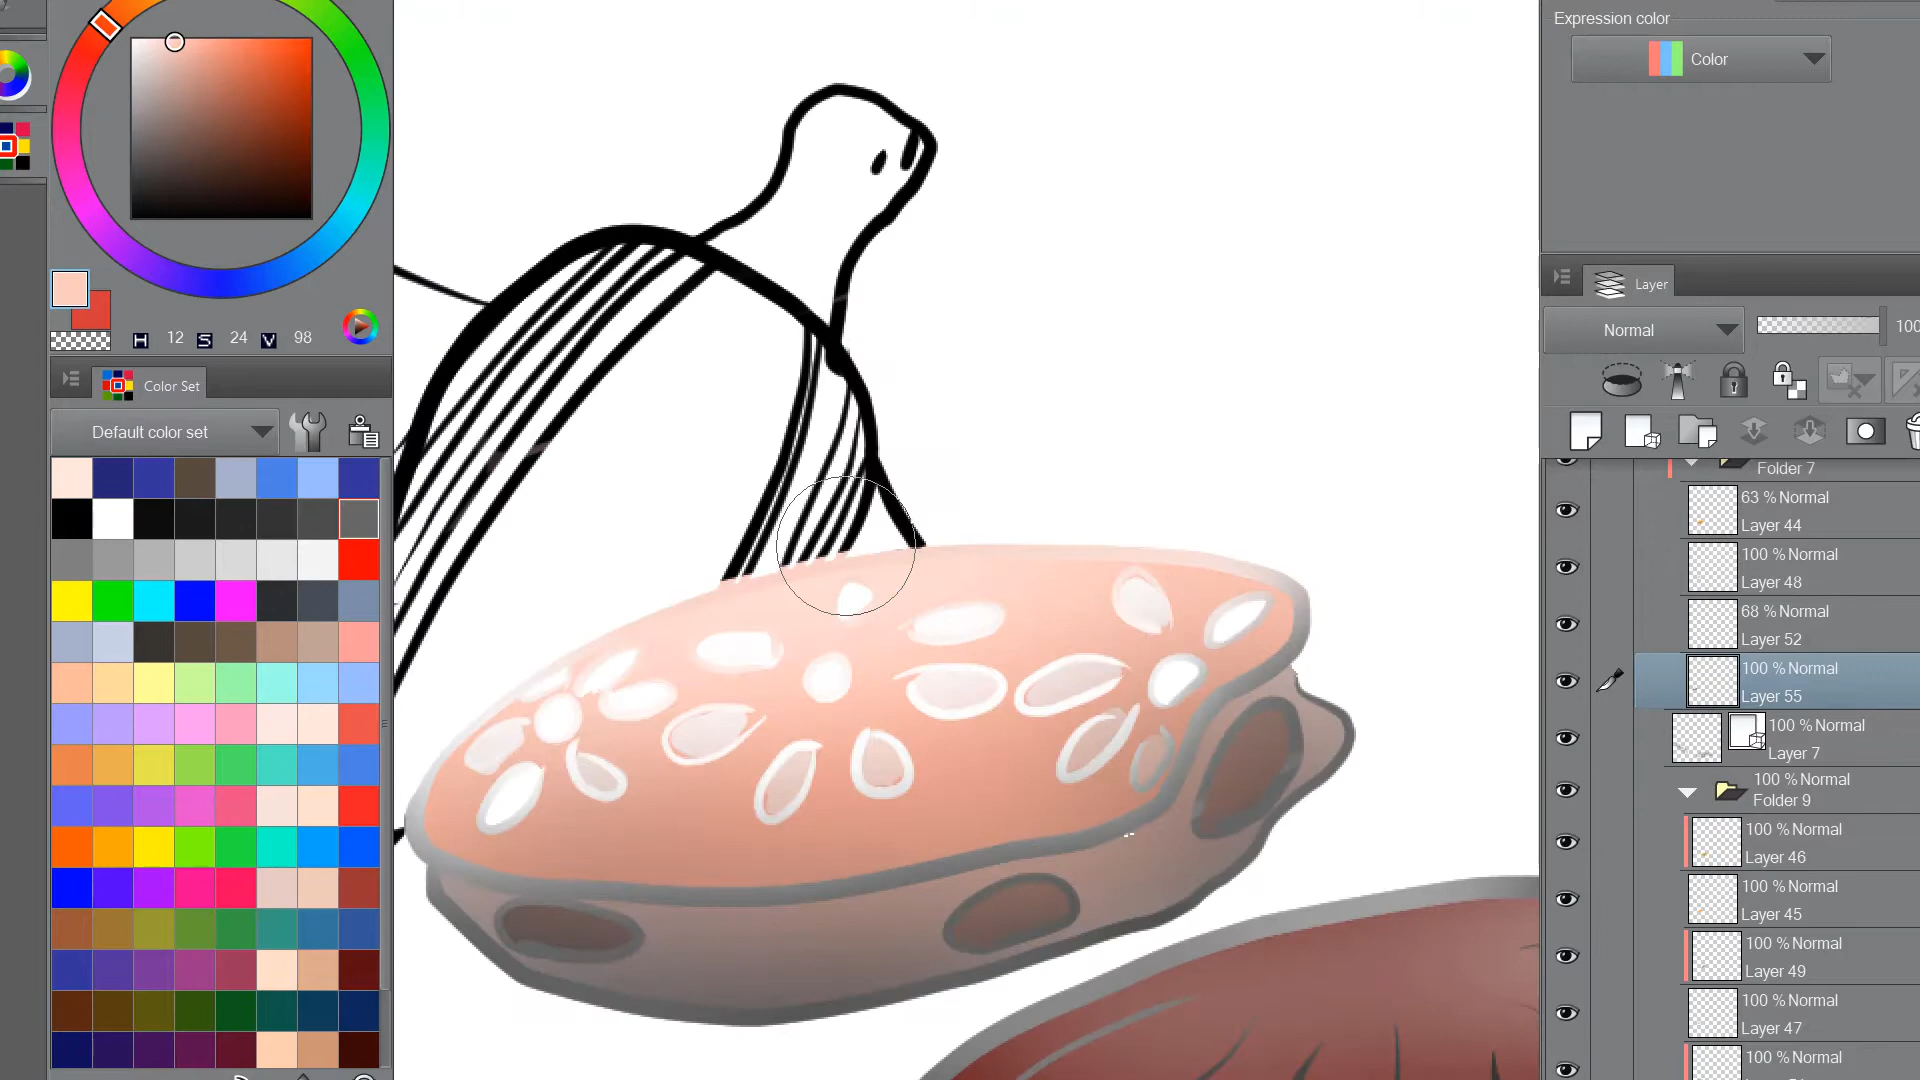 Expression color
Color
Layer
Normal 100
H 12 S 24 V 98
Color Set
Default color set
Folder 7
63 % Normal
Layer 44
100 % Normal
Layer 48
68 % Normal
Layer 52
100 % Normal
Layer 55
100 % Normal
Layer 7
100 % Normal
Folder 9
100 % Normal
Layer 46
100 % Normal
Layer 45
100 % Normal
Layer 49
100 % Normal
Layer 47
100 % Normal